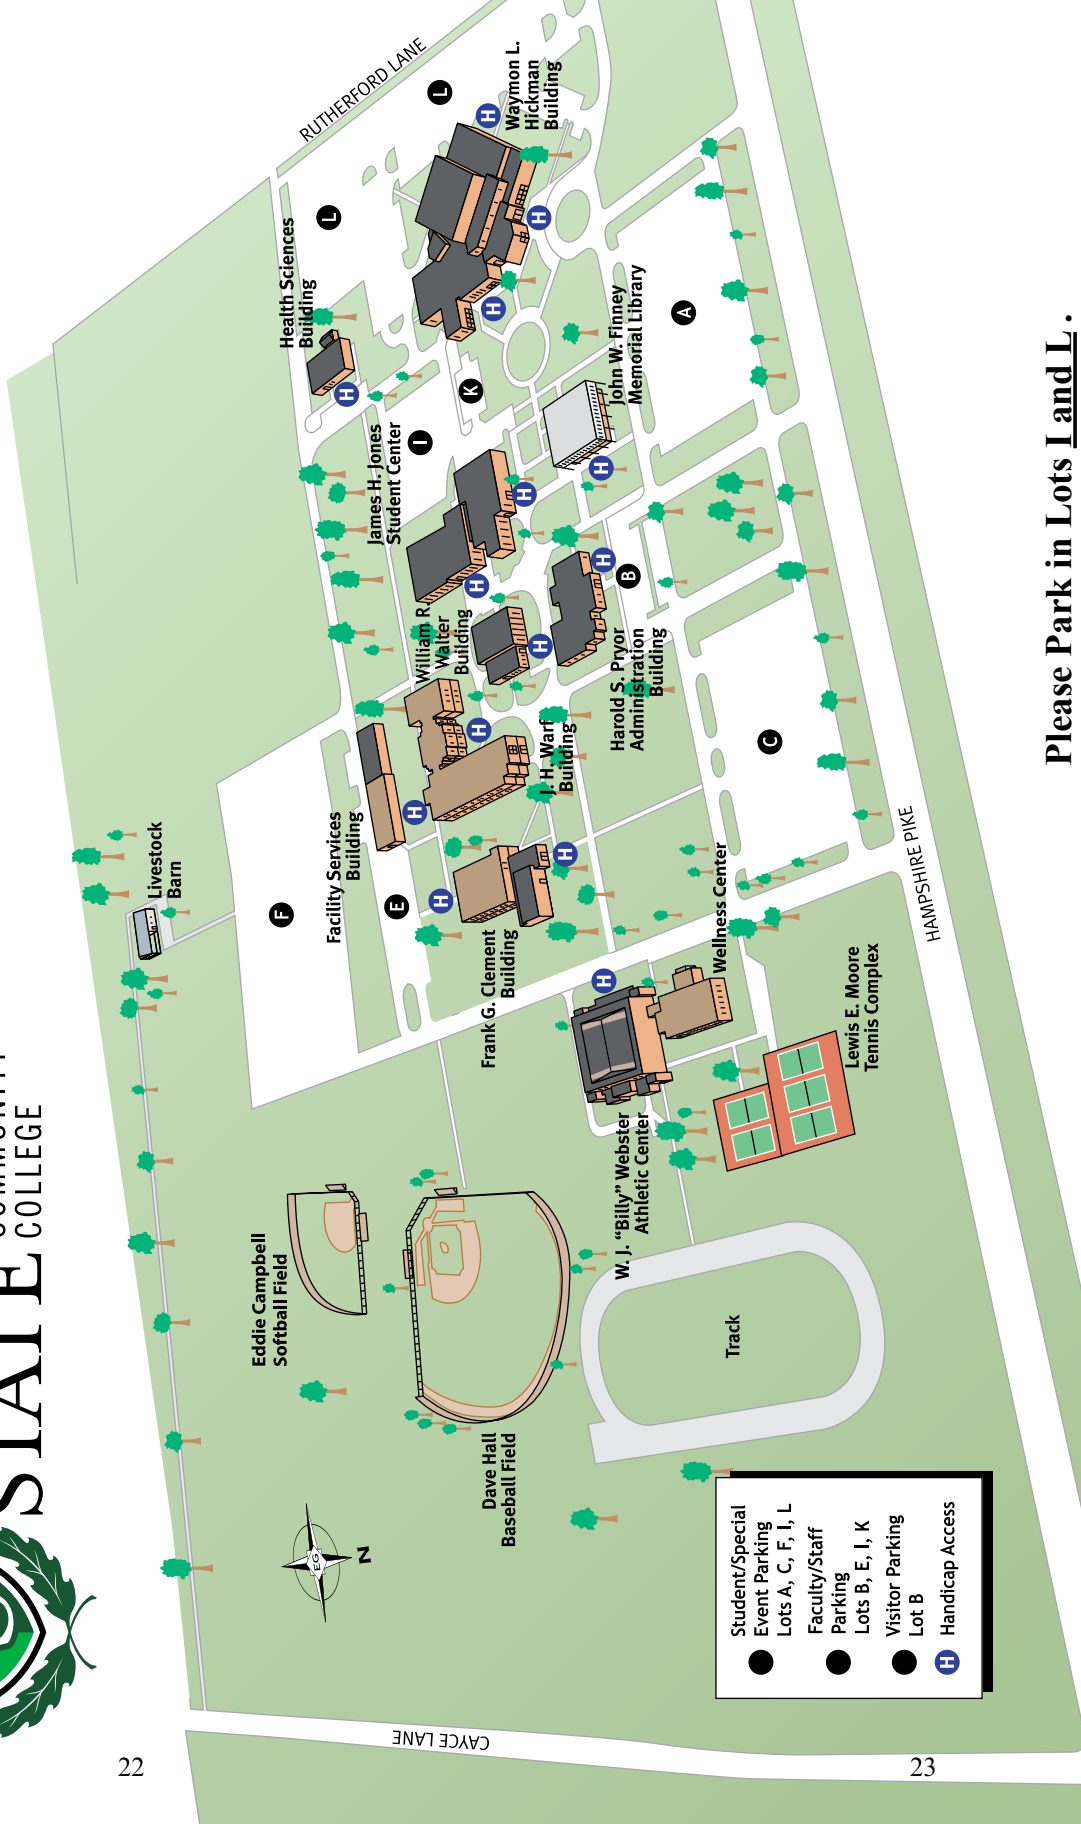 STATE
COLLEGE
RUTHERFORD LANE
L
H
Waymon L.
Hickman
Building
L
H
H
Health Sciences
Building
H
K
I
James H. Jones
Student Center
H
H
John W. Finney
Memorial Library
H
A
William R.
Walter
Building
H
H
B
Harold S. Pryor
Administration
Building
C
H
J. H. Warf
Building
H
Facility Services
Building
E
F
Livestock
Barn
H
H
Frank G. Clement
Building
H
Wellness Center
HAMPSHIRE PIKE
Lewis E. Moore
Tennis Complex
W. J. “Billy” Webster
Athletic Center
Eddie Campbell
Softball Field
Dave Hall
Baseball Field
Track
EG
N
Student/Special
Event Parking
Lots A, C, F, I, L
Faculty/Staff
Parking
Lots B, E, I, K
Visitor Parking
Lot B
H Handicap Access
CAYCE LANE
22
23
Please Park in Lots I and L .